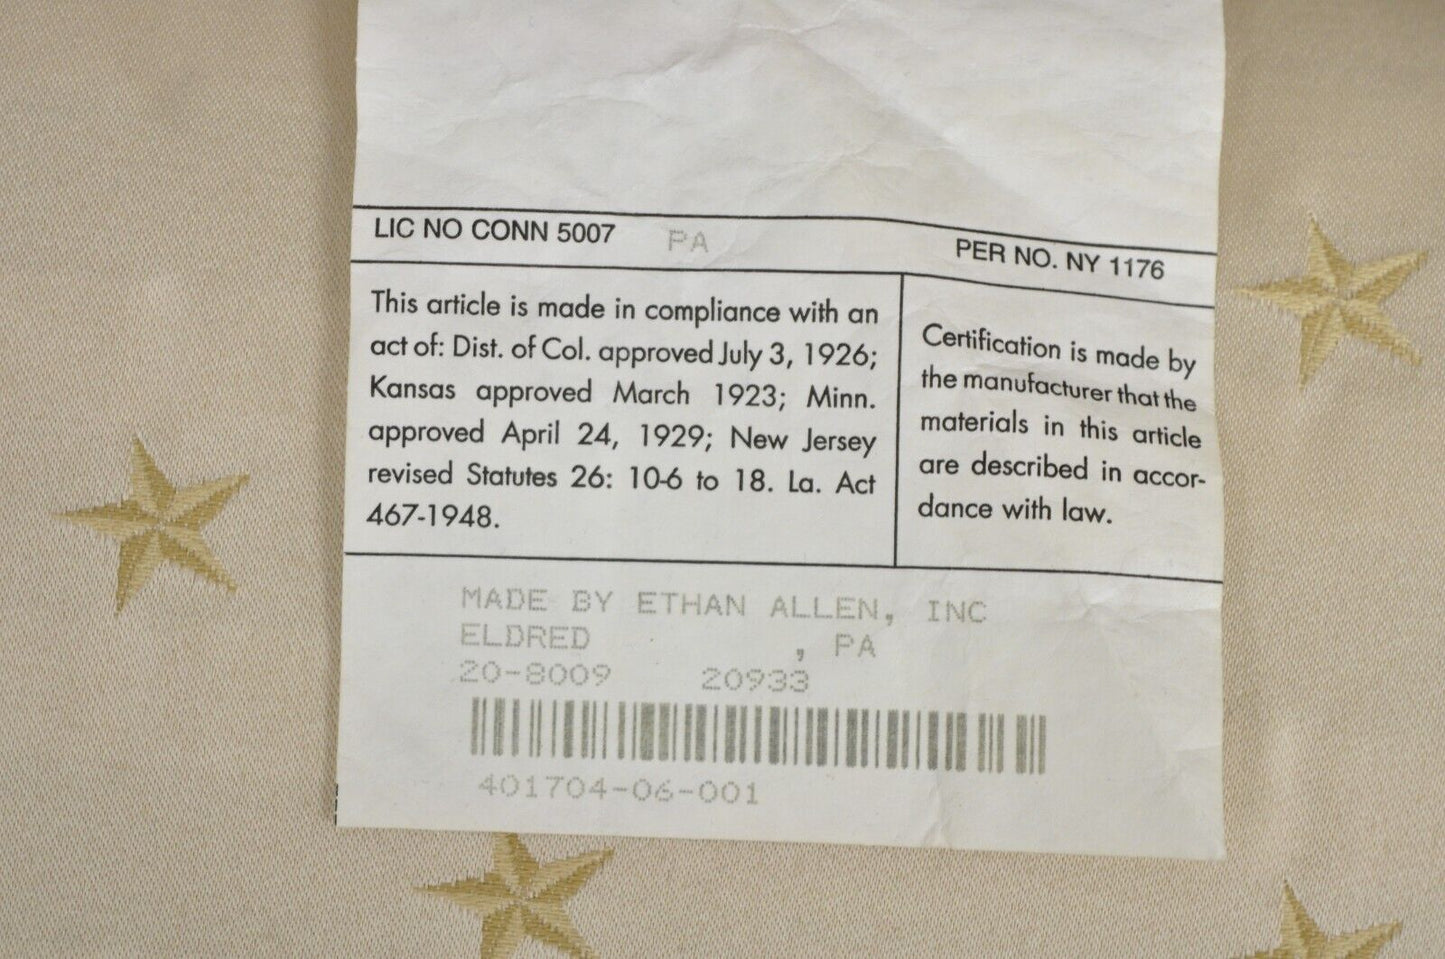 LIC NO CONN 5007 PA PER NO. NY 1176
This article is made in compliance with an
act of: Dist. of Col. approved July 3, 1926;
Kansas approved March 1923; Minn.
approved April 24, 1929; New Jersey
revised Statutes 26: 10-6 to 18. La. Act
467-1948.
Certification is made by
the manufacturer that the
materials in this article
are described in accor-
dance with law.
MADE BY ETHAN ALLEN, INC
ELDRED , PA
20-8009 20933
401704-06-001